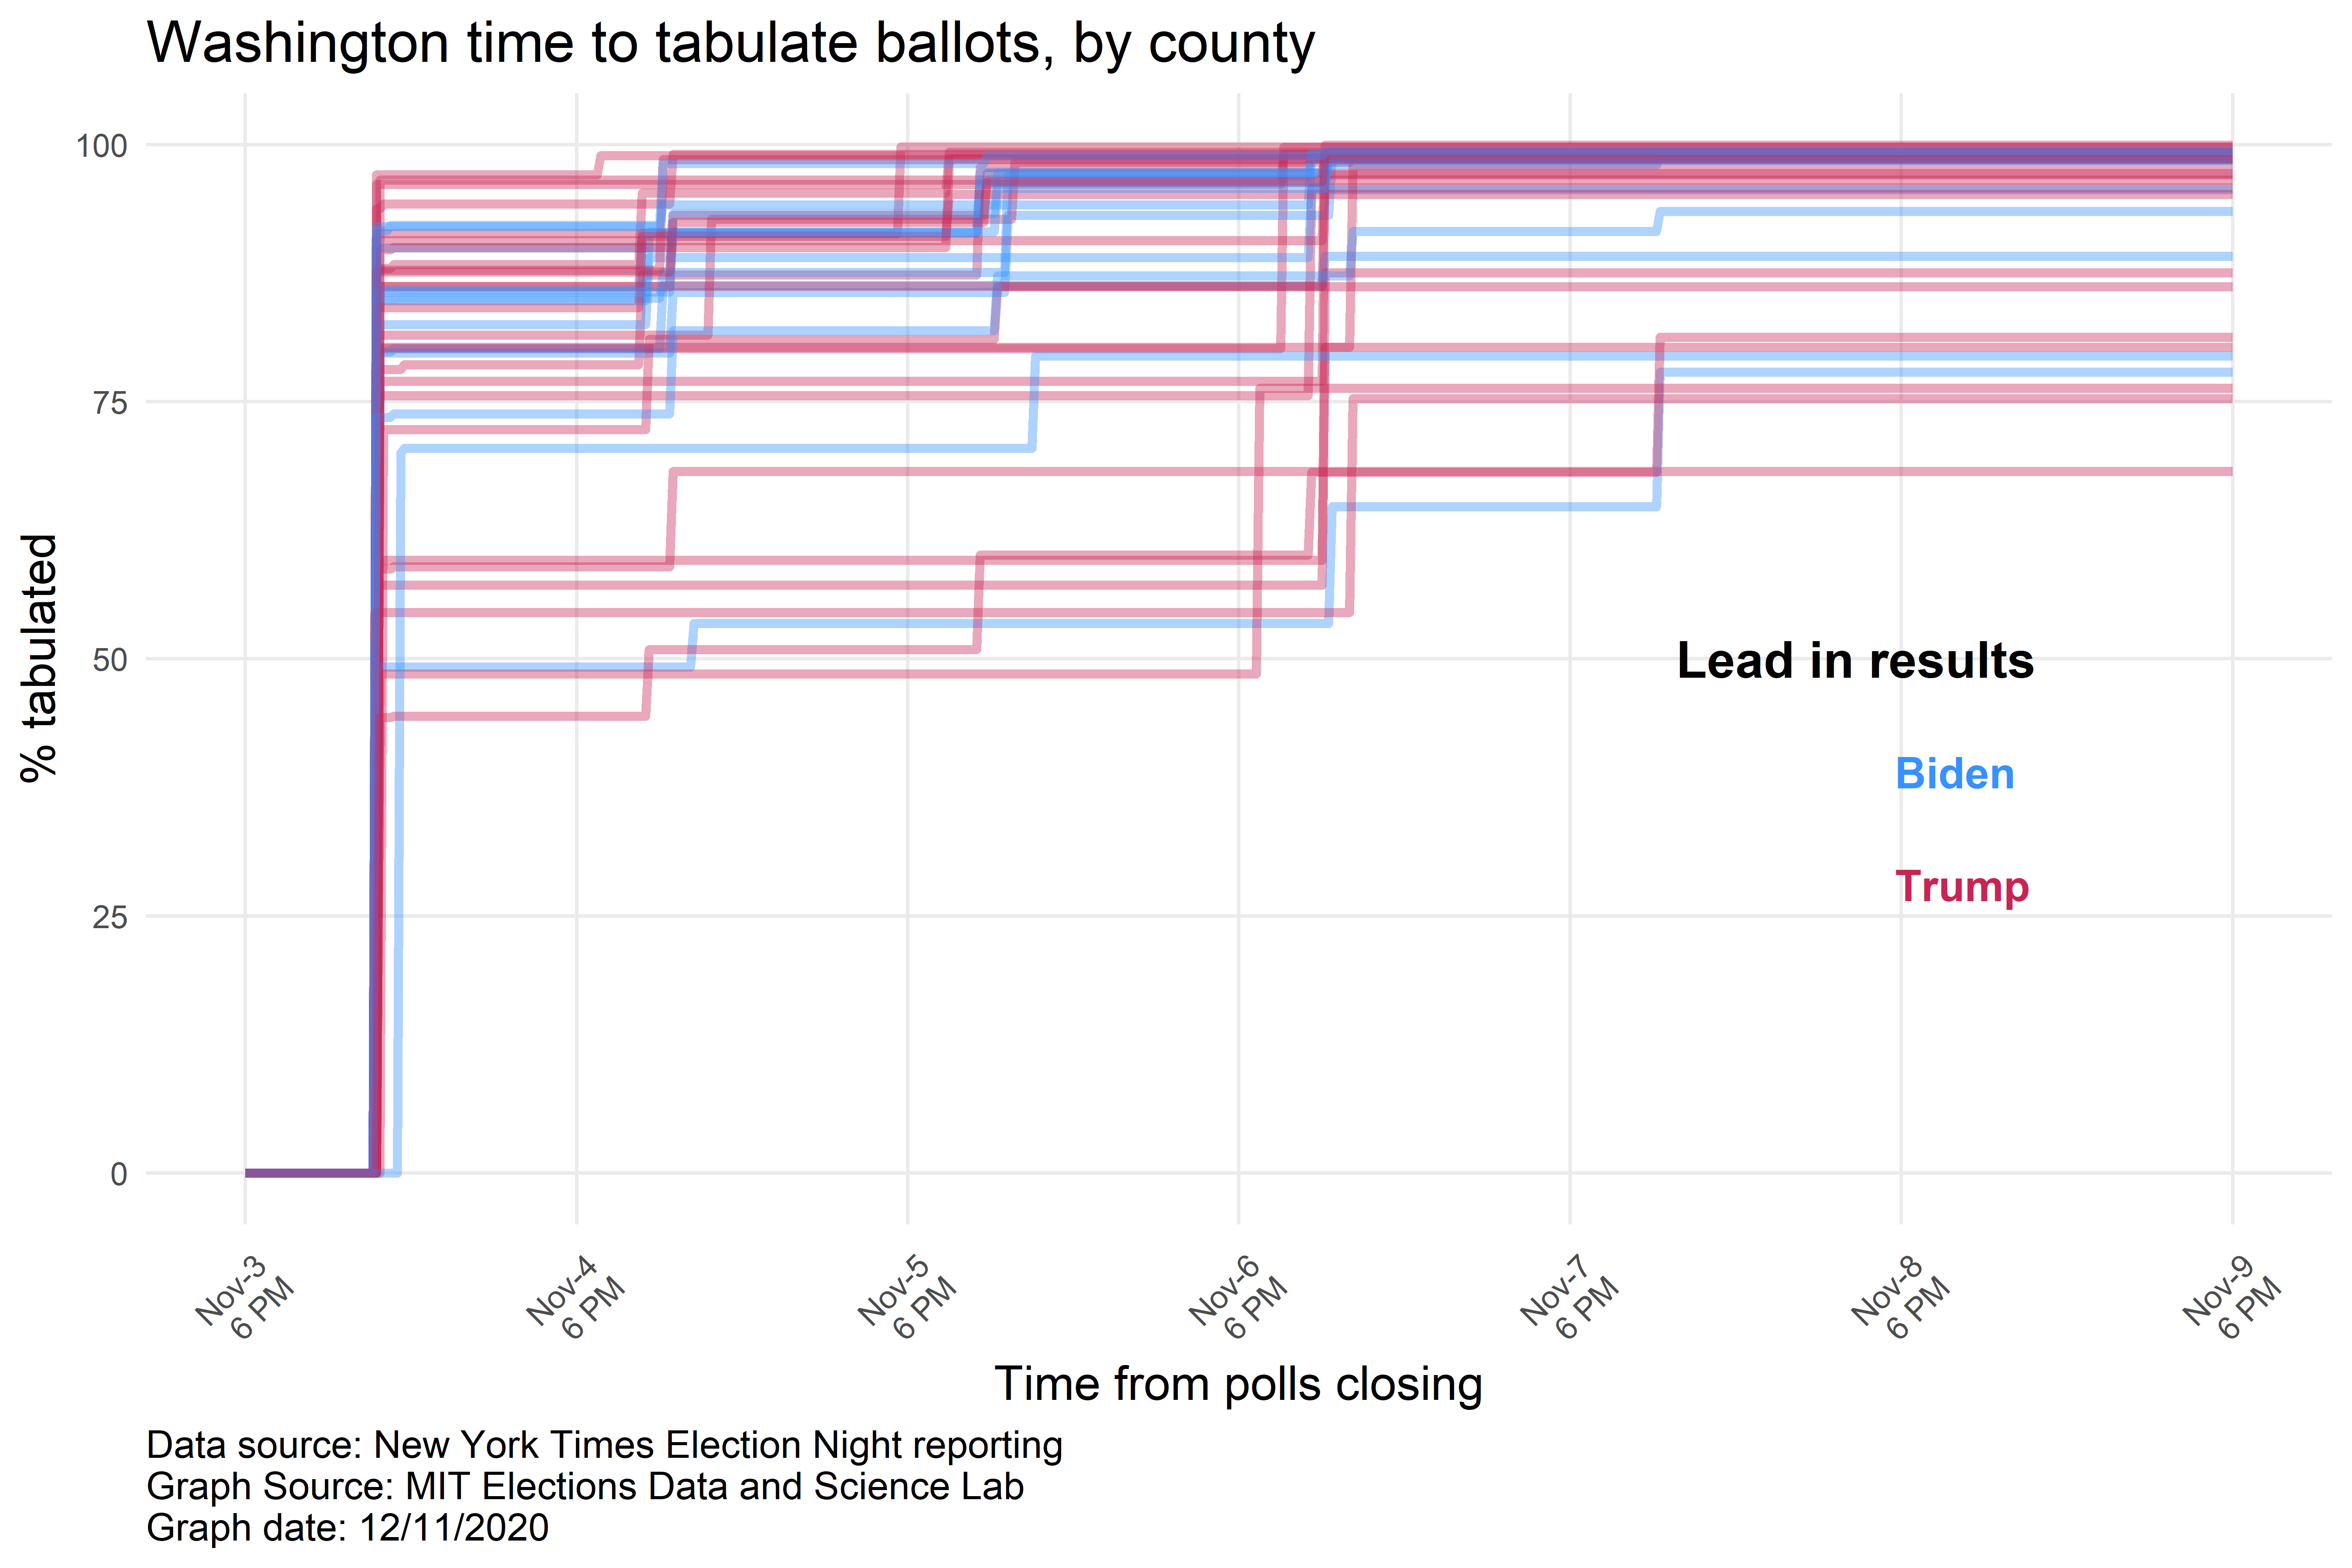 Washington time to tabulate ballots, by county
100
75
50
25
0
% tabulated
Lead in results
Biden
Trump
Nov-3
6 PM
Nov-4
6 PM
Nov-5
6 PM
Nov-6
6 PM
Nov-7
6 PM
Nov-8
6 PM
Nov-9
6 PM
Time from polls closing
Data source: New York Times Election Night reporting
Graph Source: MIT Elections Data and Science Lab
Graph date: 12/11/2020